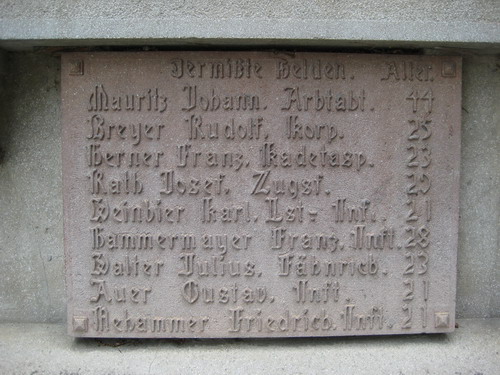 Vermißte Helden. Alter.
Mauritz Johann. Arbtabt. 44
Breyer Rudolf. Korp. 25
Berner Franz. Kadetasp. 23
Rath Josef. Zugsf. 25
Weinbier Karl. Lst- Inf. 21
Hammermayer Franz. Inft. 28
Walter Julius. Fähnrich. 23
Auer Gustav. Inft. 21
Mehammer Friedrich. Inft. 21